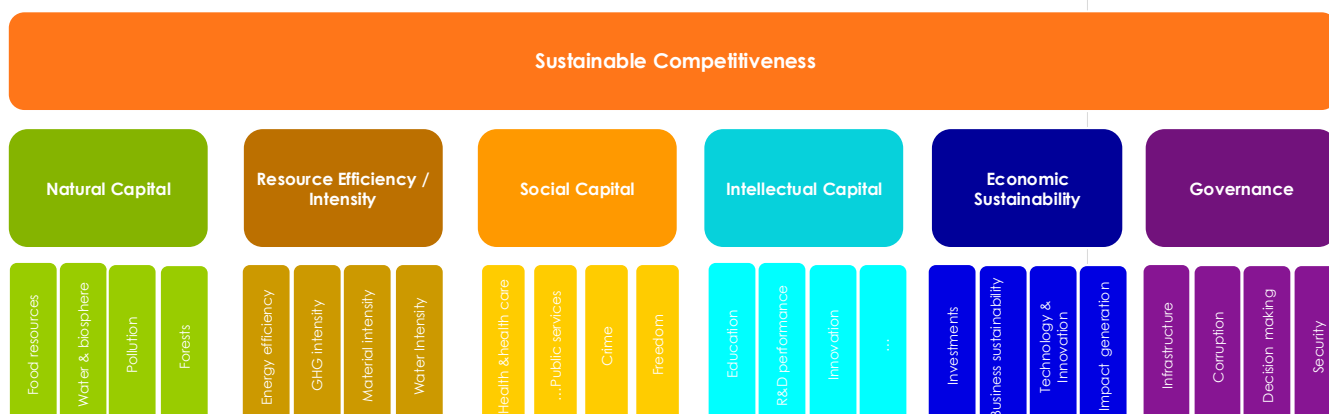 Sustainable Competitiveness
Natural Capital
Resource Efficiency /
Intensity
Social Capital
Intellectual Capital
Economic
Sustainability
Governance
Food resources
Water & biosphere
Pollution
Forests
Energy efficiency
GHG intensity
Material intensity
Water Intensity
Health &health care
...Public services
Crime
Freedom
Education
R&D performance
Innovation
...
Investments
Business sustainability
Technology &
Innovation
Impact generation
Infrastructure
Corruption
Decision making
Security